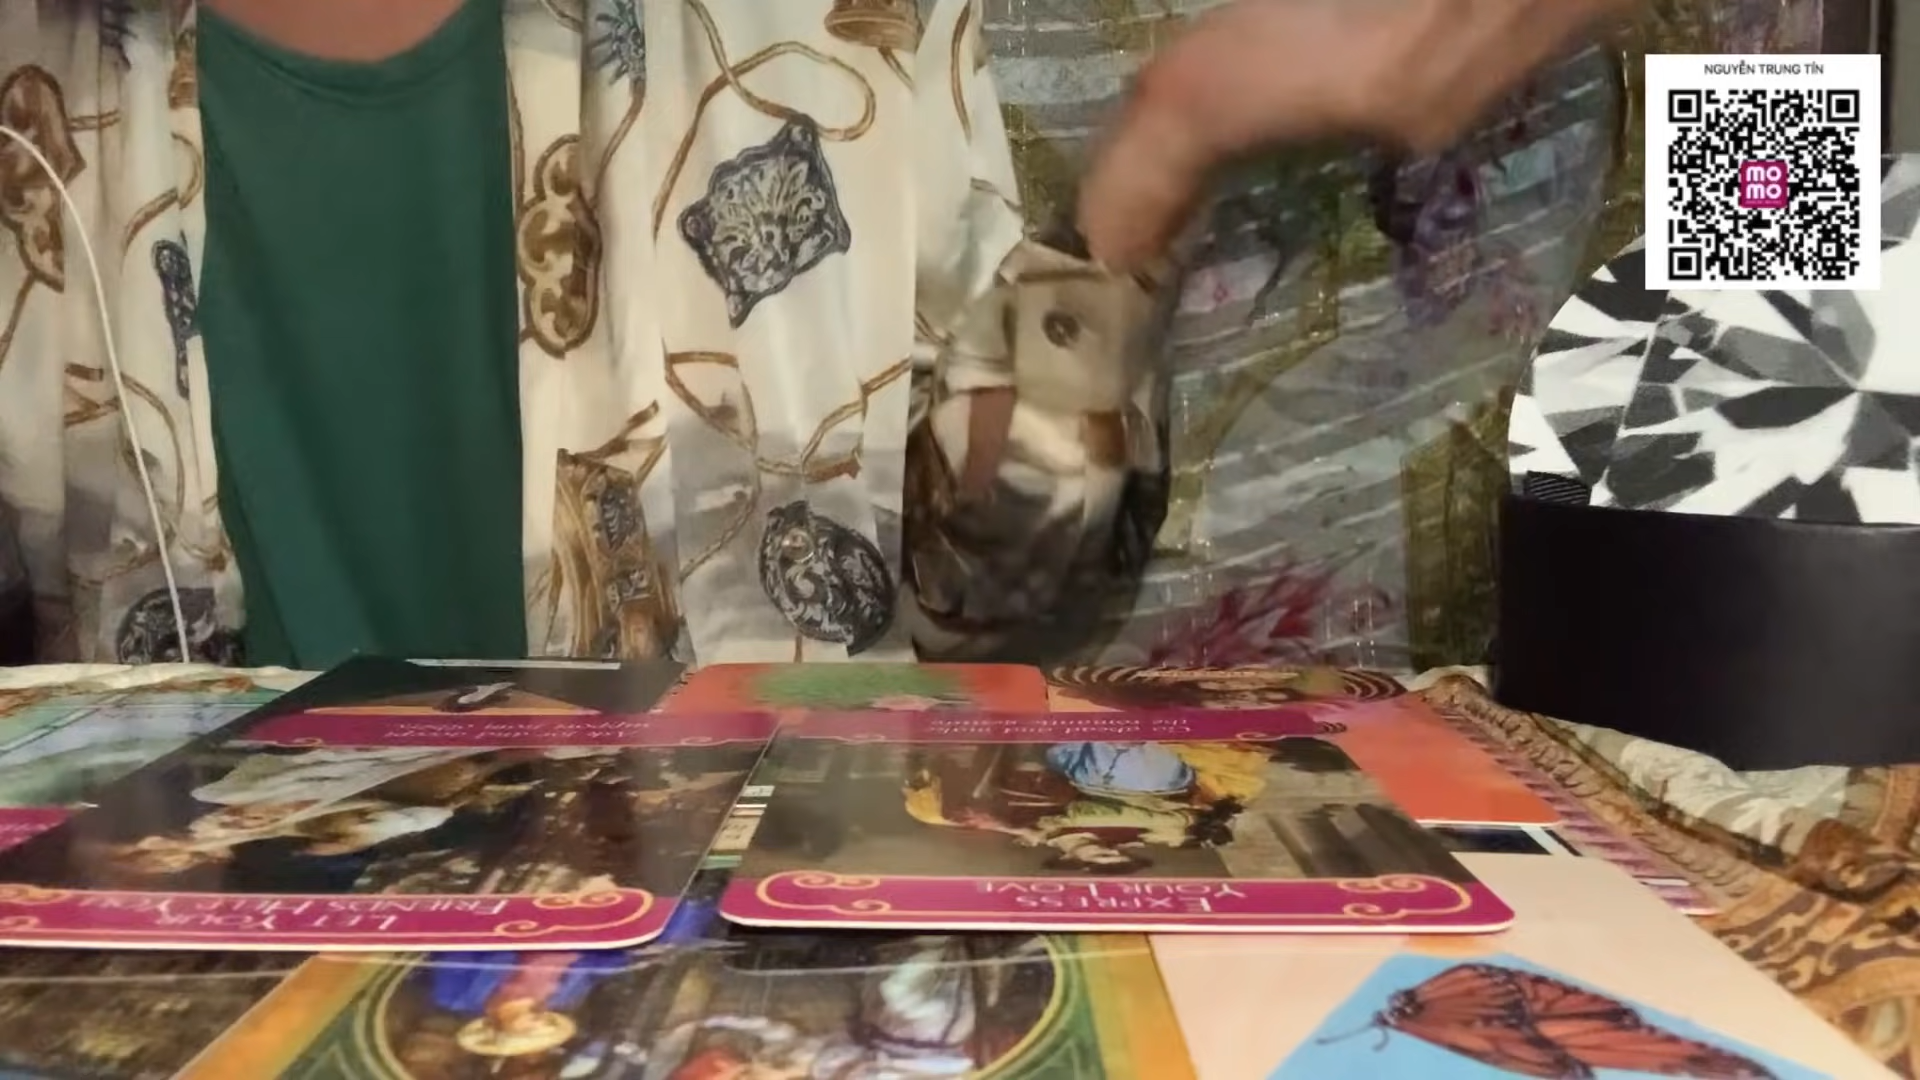 NGUYỄN TRUNG TÍN
mo
mo
Ask for and accept
support from others.
Go ahead and make
the romantic gesture
LET YOUR
FRIENDS HELP YOU
EXPRESS
YOUR LOVE